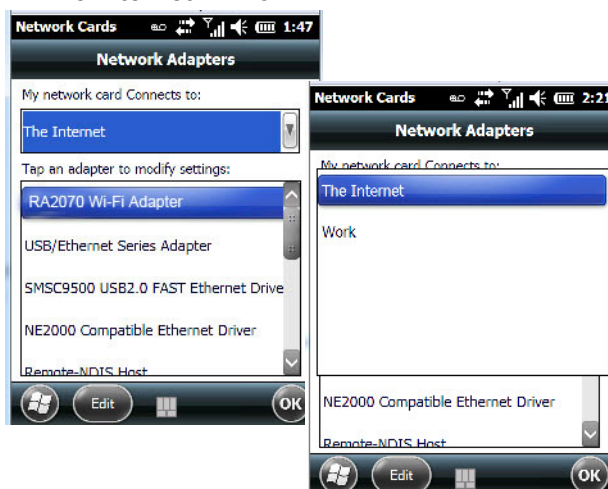 Network Cards 1:47
Network Adapters
My network card Connects to:
The Internet
Tap an adapter to modify settings:
RA2070 Wi-Fi Adapter
USB/Ethernet Series Adapter
SMSC9500 USB2.0 FAST Ethernet Drive
NE2000 Compatible Ethernet Driver
Remote-NDIS Host
Edit OK
Network Cards 2:21
Network Adapters
My network card Connects to:
The Internet
Work
NE2000 Compatible Ethernet Driver
Remote-NDIS Host
Edit OK